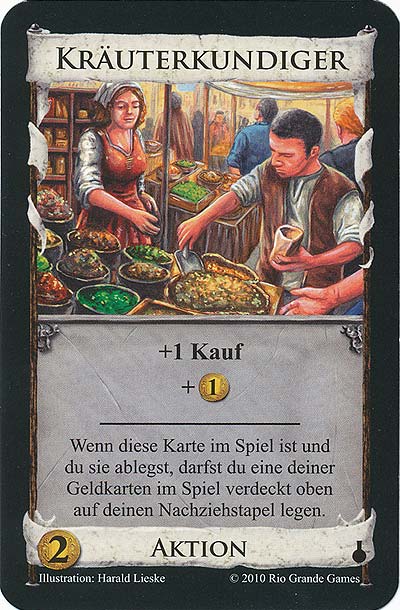 KRÄUTERKUNDIGER
+1 Kauf
+ 1
Wenn diese Karte im Spiel ist und
du sie ablegst, darfst du eine deiner
Geldkarten im Spiel verdeckt oben
auf deinen Nachziehstapel legen.
2 AKTION
Illustration: Harald Lieske © 2010 Rio Grande Games